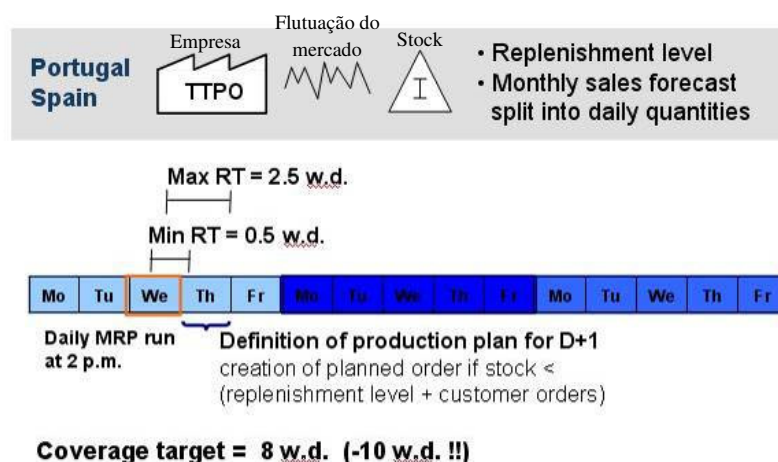 Portugal
Spain
Empresa
TTPO
Flutuação do
mercado
Stock
I
• Replenishment level
• Monthly sales forecast
split into daily quantities
Max RT = 2.5 w.d.
Min RT = 0.5 w.d.
Mo Tu We Th Fr Mo Tu We Th Fr Mo Tu We Th Fr
Daily MRP run
at 2 p.m.
Definition of production plan for D+1
creation of planned order if stock <
(replenishment level + customer orders)
Coverage target = 8 w.d. (-10 w.d. !!)